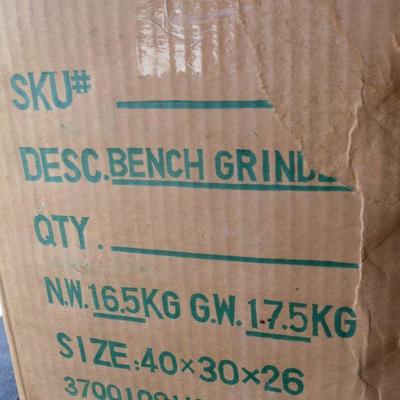 SKU#
DESC. BENCH GRIND
QTY.
N.W. 16.5KG G.W. 17.5KG
SIZE:40×30×26